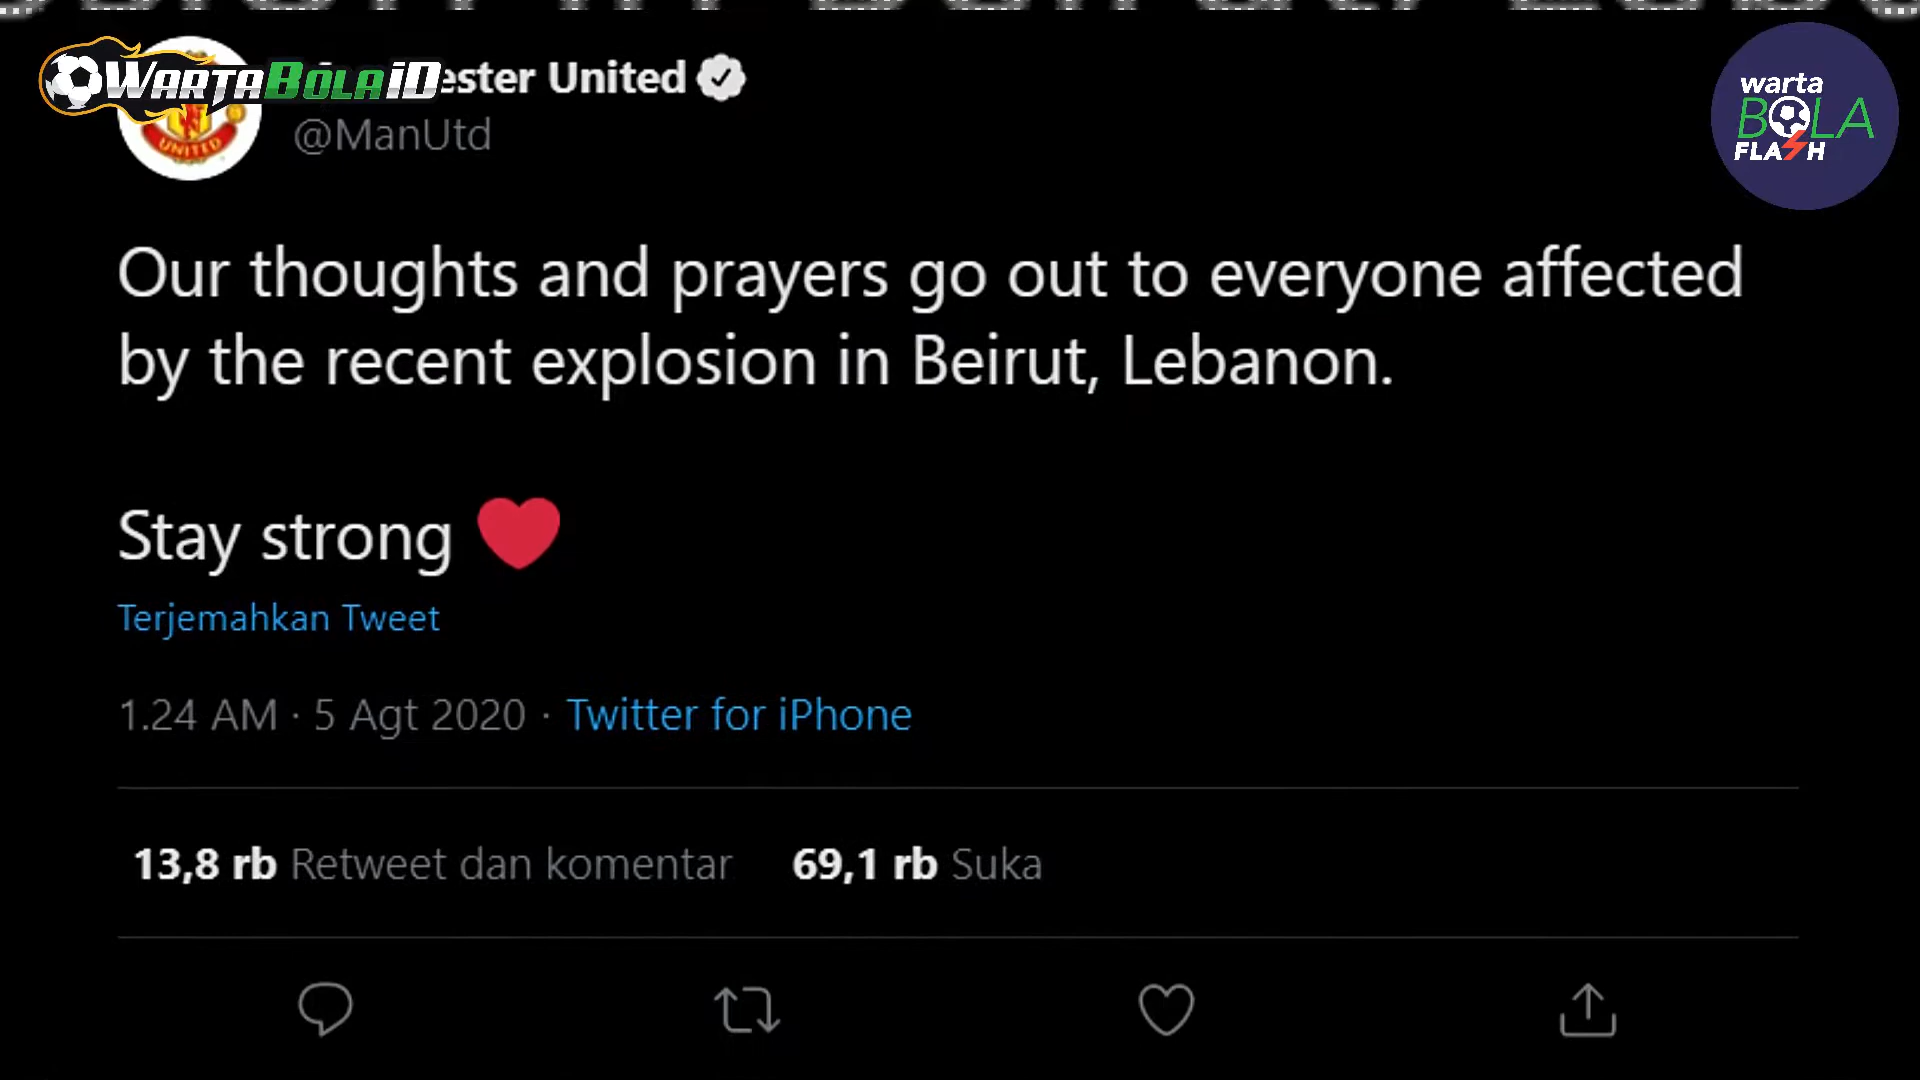 WARTABOLAiD
ester United
@ManUtd
UNITED
warta
BOLA
FLASH
Our thoughts and prayers go out to everyone affected
by the recent explosion in Beirut, Lebanon.
Stay strong ❤️
Terjemahkan Tweet
1.24 AM · 5 Agt 2020 · Twitter for iPhone
13,8 rb Retweet dan komentar 69,1 rb Suka